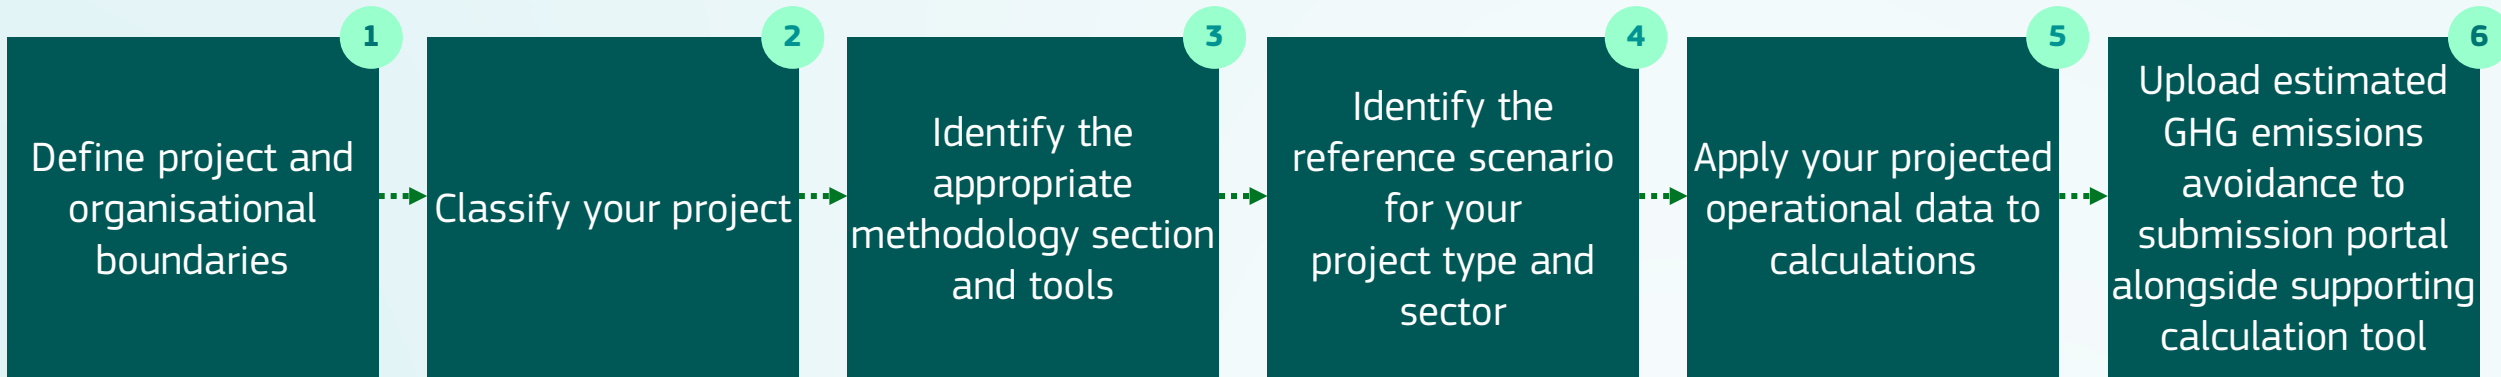 1
Define project and
organisational
boundaries
2
Classify your project
3
Identify the
appropriate
methodology section
and tools
4
Identify the
reference scenario
for your
project type and
sector
5
Apply your projected
operational data to
calculations
6
Upload estimated
GHG emissions
avoidance to
submission portal
alongside supporting
calculation tool